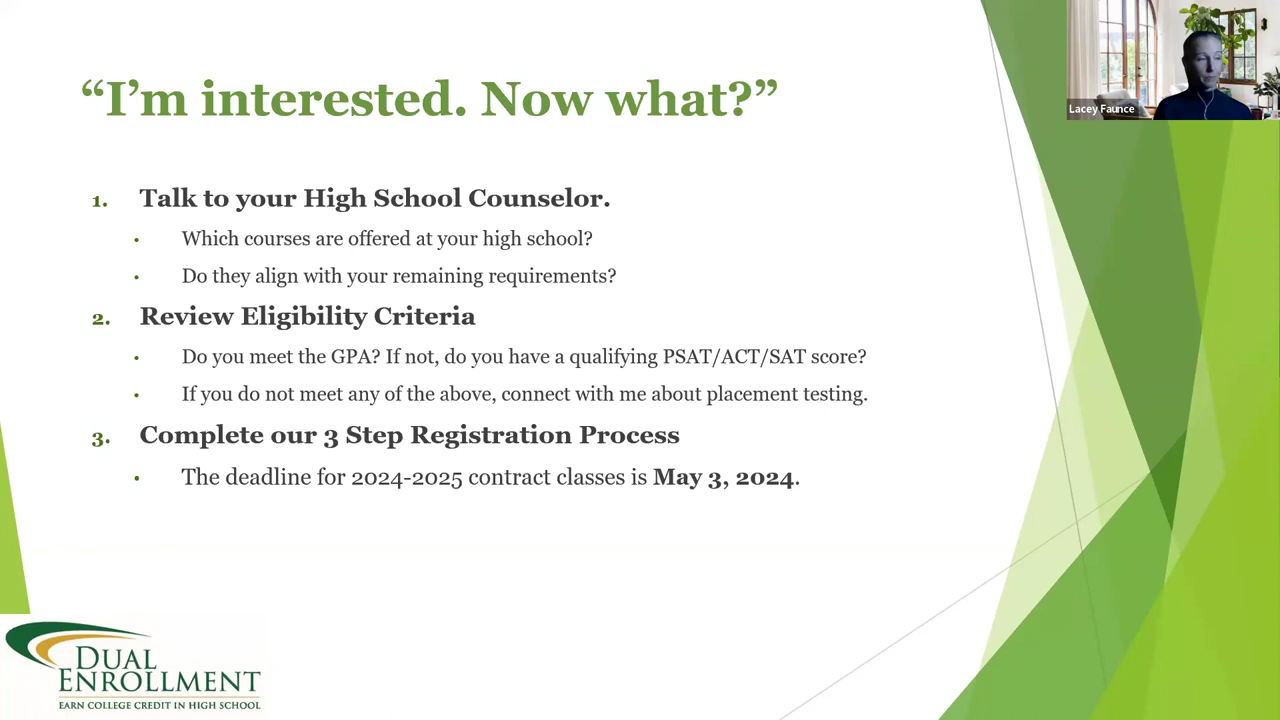 “I’m interested. Now what?”
Lacey Faunce
1. Talk to your High School Counselor.
• Which courses are offered at your high school?
• Do they align with your remaining requirements?
2. Review Eligibility Criteria
• Do you meet the GPA? If not, do you have a qualifying PSAT/ACT/SAT score?
• If you do not meet any of the above, connect with me about placement testing.
3. Complete our 3 Step Registration Process
• The deadline for 2024-2025 contract classes is May 3, 2024.
DUAL
ENROLLMENT
EARN COLLEGE CREDIT IN HIGH SCHOOL